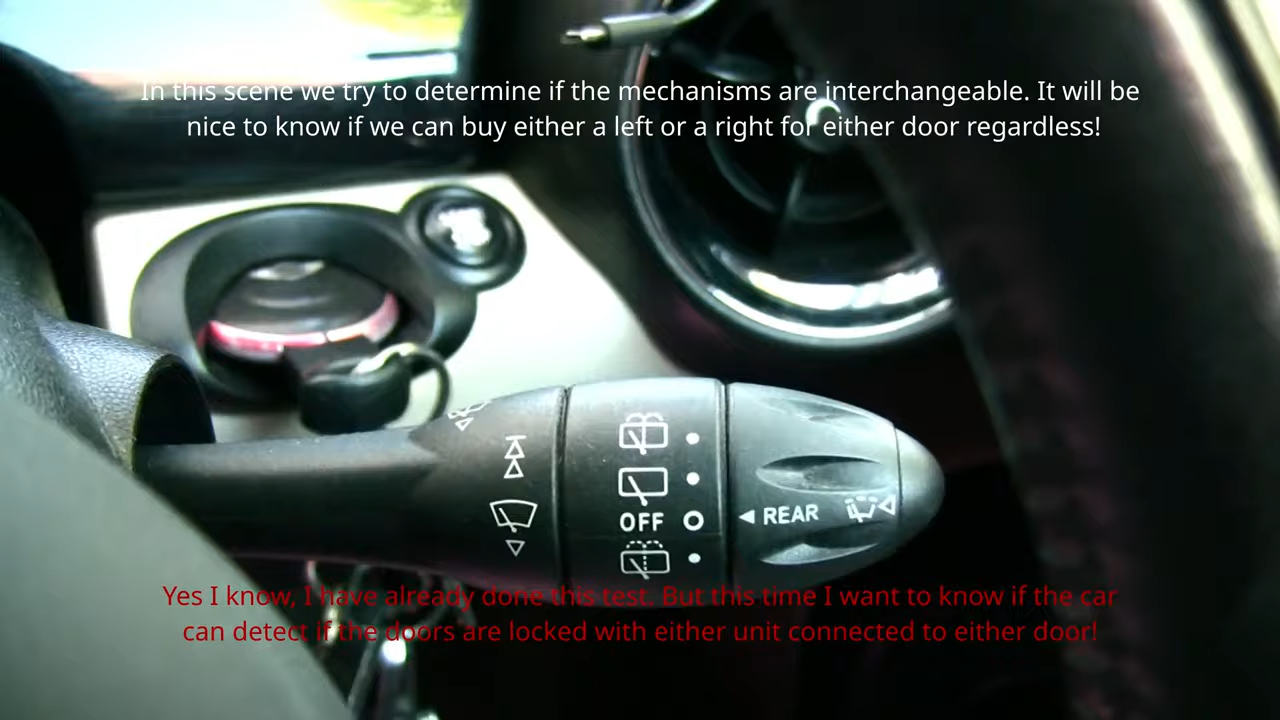 In this scene we try to determine if the mechanisms are interchangeable. It will be
nice to know if we can buy either a left or a right for either door regardless!
OFF
REAR
Yes I know, I have already done this test. But this time I want to know if the car
can detect if the doors are locked with either unit connected to either door!